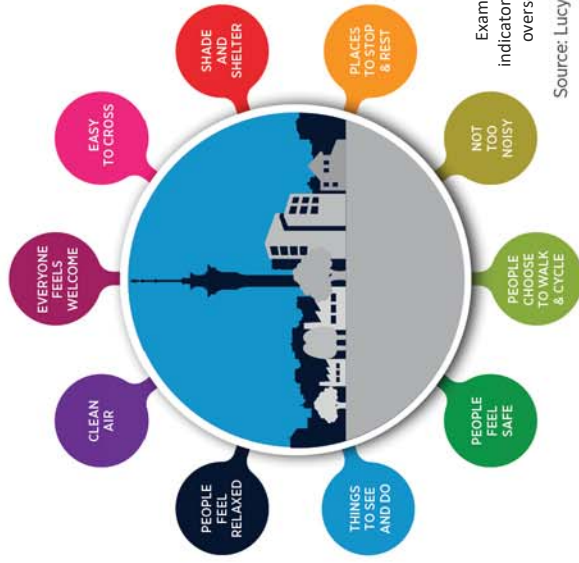 EVERYONE
FEELS
WELCOME
EASY
TO CROSS
SHADE
AND
SHELTER
PLACES
TO STOP
& REST
NOT
TOO
NOISY
PEOPLE
CHOOSE
TO WALK
& CYCLE
PEOPLE
FEEL
SAFE
THINGS
TO SEE
AND DO
PEOPLE
FEEL
RELAXED
CLEAN
AIR
Exam
indicator
overs
Source: Lucy